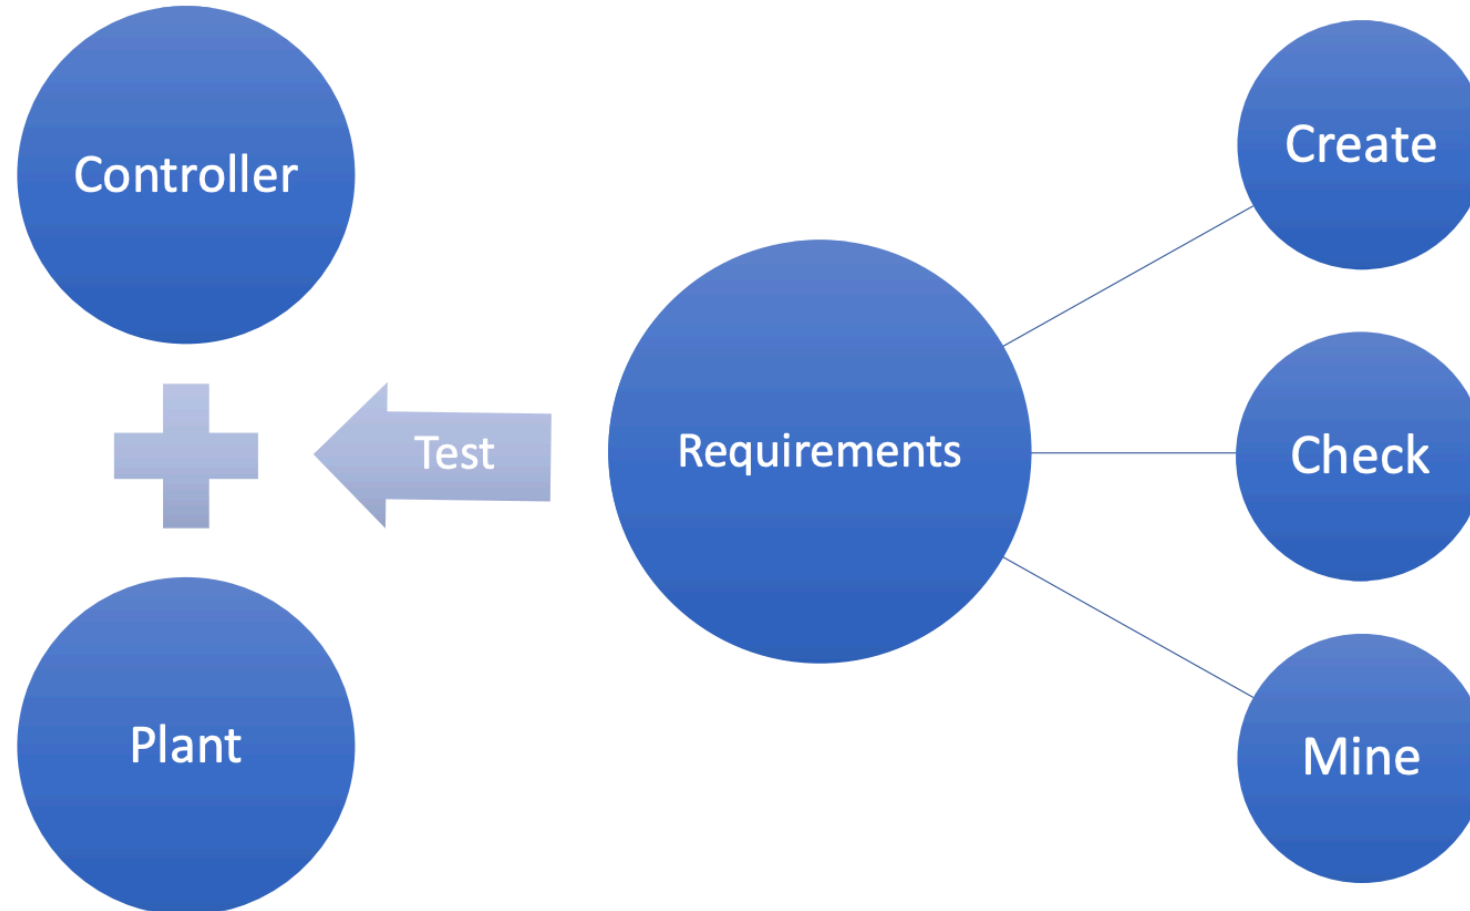 Controller
Plant
Test
Requirements
Create
Check
Mine